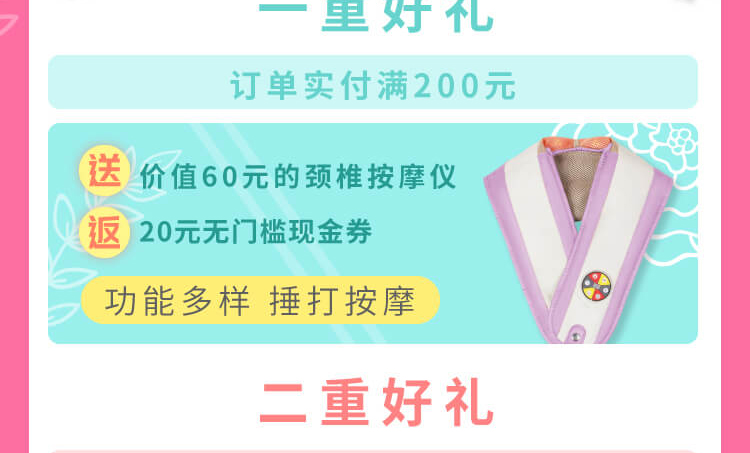 一重好礼
订单实付满200元
送 价值60元的颈椎按摩仪
返 20元无门槛现金券
功能多样 捶打按摩
二重好礼